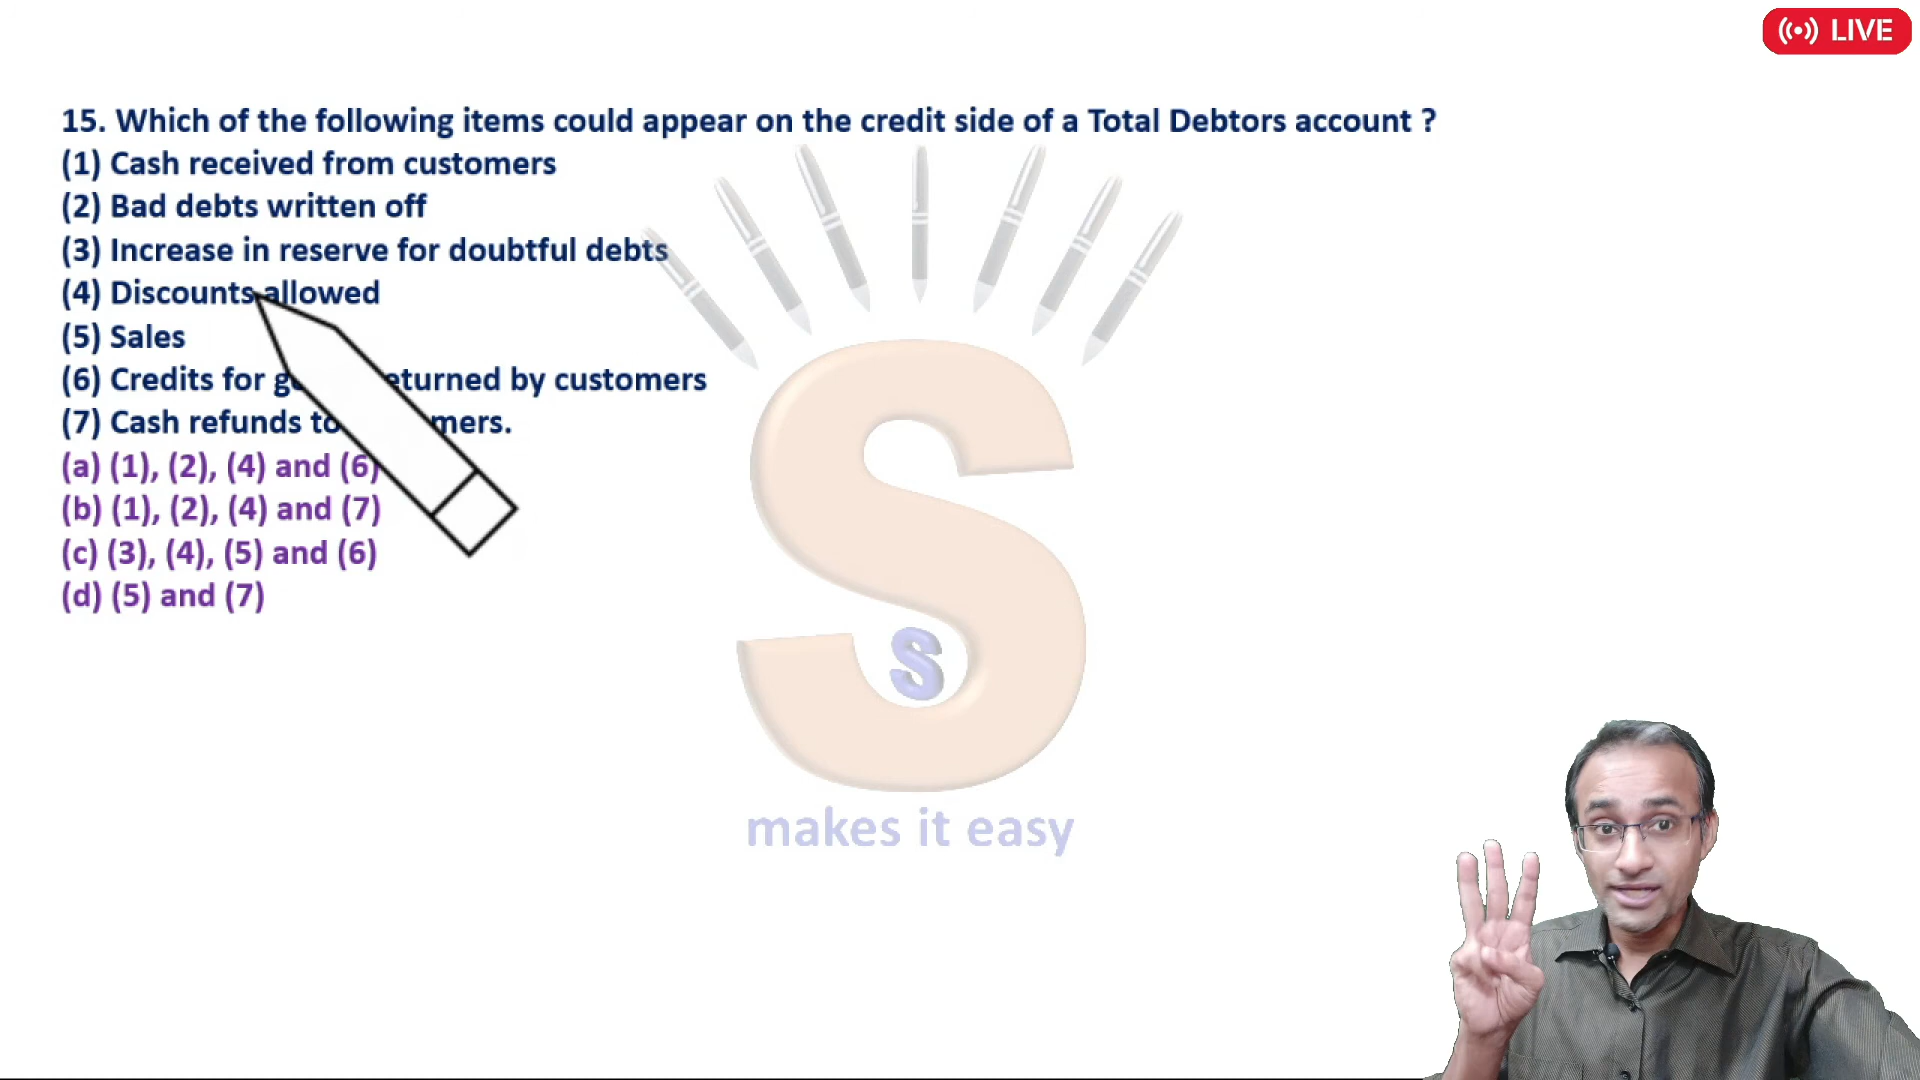 LIVE
15. Which of the following items could appear on the credit side of a Total Debtors account ?
(1) Cash received from customers
(2) Bad debts written off
(3) Increase in reserve for doubtful debts
(4) Discounts allowed
(5) Sales
(6) Credits for returned by customers
(7) Cash refunds to
(a) (1), (2), (4) and (6)
(b) (1), (2), (4) and (7)
(c) (3), (4), (5) and (6)
(d) (5) and (7)
S
s
makes it easy